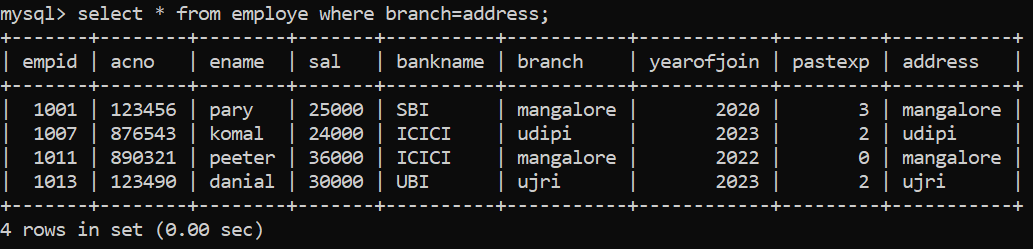 mysql> select * from employe where branch=address;
+-------+--------+--------+-------+----------+-----------+------------+---------+-----------+
| empid | acno   | ename  | sal   | bankname | branch    | yearofjoin | pastexp | address   |
+-------+--------+--------+-------+----------+-----------+------------+---------+-----------+
|  1001 | 123456 | pary   | 25000 | SBI      | mangalore |       2020 |       3 | mangalore |
|  1007 | 876543 | komal  | 24000 | ICICI    | udipi     |       2023 |       2 | udipi     |
|  1011 | 890321 | peeter | 36000 | ICICI    | mangalore |       2022 |       0 | mangalore |
|  1013 | 123490 | danial | 30000 | UBI      | ujri      |       2023 |       2 | ujri      |
+-------+--------+--------+-------+----------+-----------+------------+---------+-----------+
4 rows in set (0.00 sec)